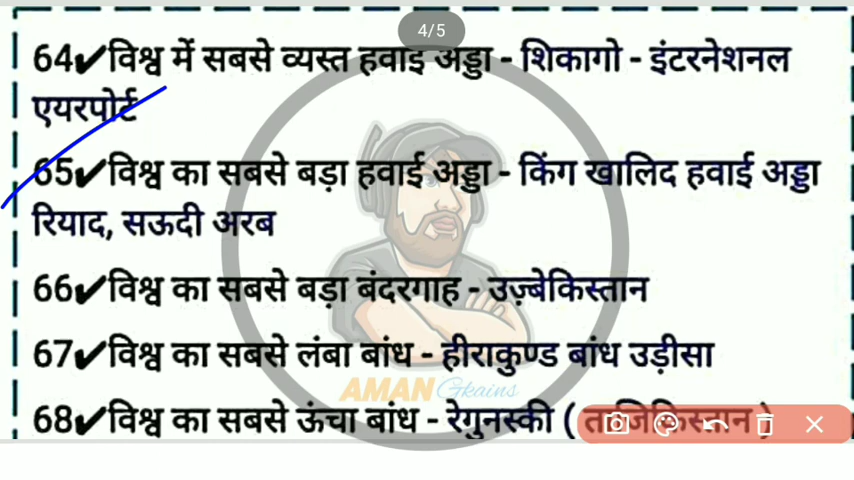 4/5
64✔विश्व में सबसे व्यस्त हवाई अड्डा - शिकागो - इंटरनेशनल
एयरपोर्ट
65✔विश्व का सबसे बड़ा हवाई अड्डा - किंग खालिद हवाई अड्डा
रियाद, सऊदी अरब
66✔विश्व का सबसे बड़ा बंदरगाह - उज़्बेकिस्तान
67✔विश्व का सबसे लंबा बांध - हीराकुण्ड बांध उड़ीसा
AMAN Gkains
68✔विश्व का सबसे ऊंचा बांध - रेगुनस्की ( तजिकिस्तान )